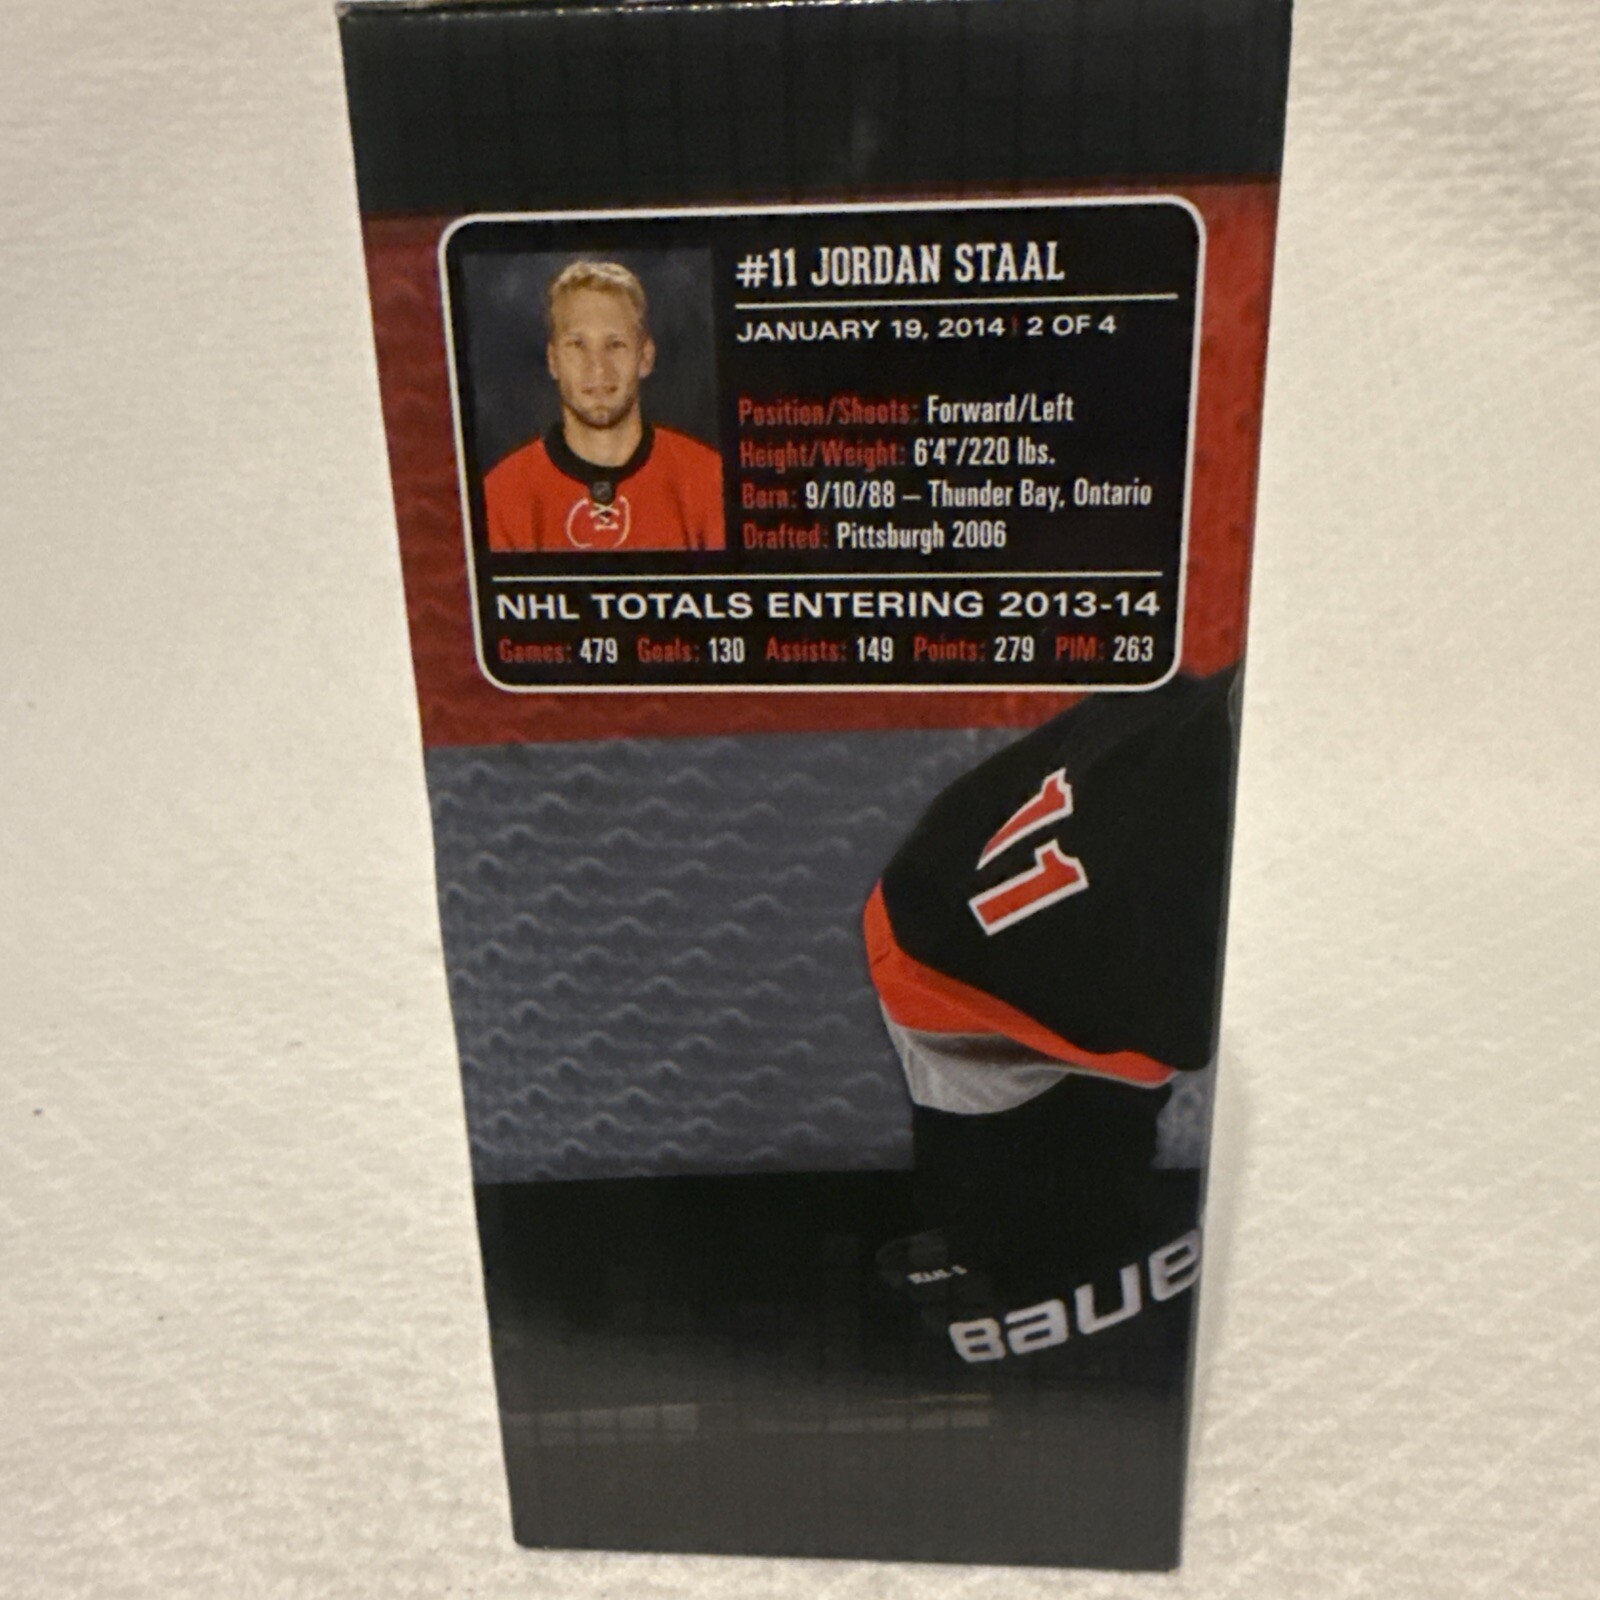 #11 JORDAN STAAL
JANUARY 19, 2014 | 2 OF 4
Position/Shoots: Forward/Left
Height/Weight: 6'4"/220 lbs.
Born: 9/10/88 – Thunder Bay, Ontario
Drafted: Pittsburgh 2006
NHL TOTALS ENTERING 2013-14
Games: 479 Goals: 130 Assists: 149 Points: 279 PIM: 263
11
BAUE